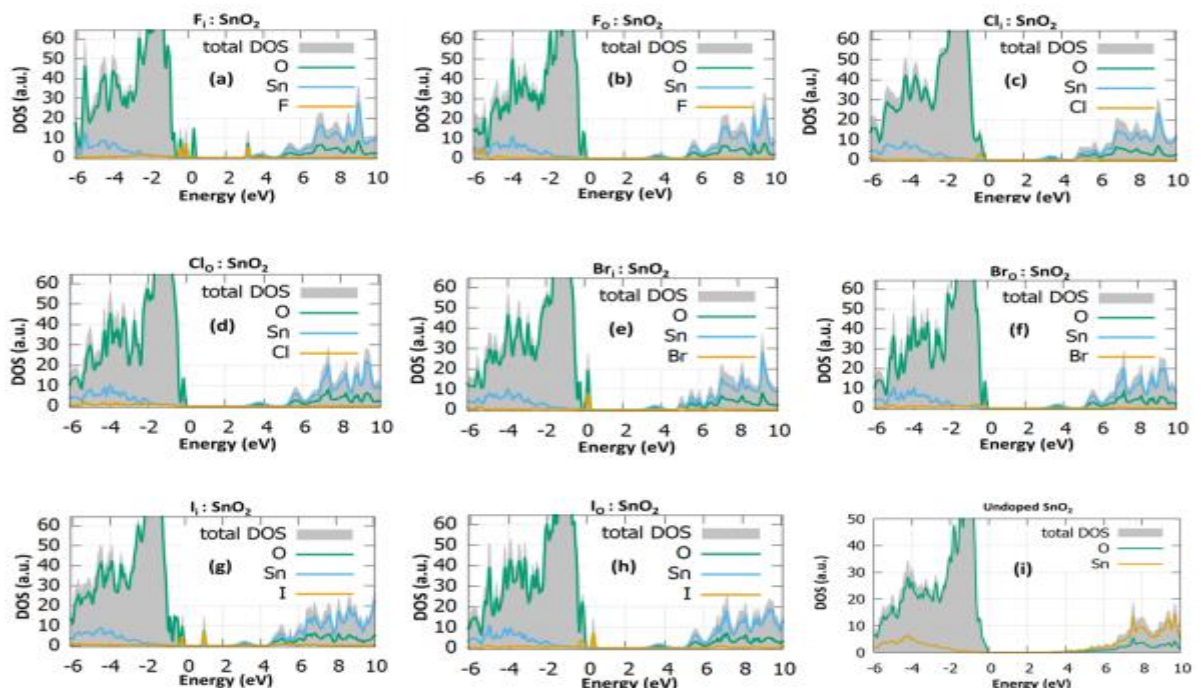 Fᵢ : SnO₂
DOS (a.u.)
60
50
40
30
20
10
0
total DOS
O
Sn
F
(a)
-6 -4 -2 0 2 4 6 8 10
Energy (eV)
F_O : SnO₂
DOS (a.u.)
60
50
40
30
20
10
0
total DOS
O
Sn
F
(b)
-6 -4 -2 0 2 4 6 8 10
Energy (eV)
Clᵢ : SnO₂
DOS (a.u.)
60
50
40
30
20
10
0
total DOS
O
Sn
Cl
(c)
-6 -4 -2 0 2 4 6 8 10
Energy (eV)
Cl_O : SnO₂
DOS (a.u.)
60
50
40
30
20
10
0
total DOS
O
Sn
Cl
(d)
-6 -4 -2 0 2 4 6 8 10
Energy (eV)
Brᵢ : SnO₂
DOS (a.u.)
60
50
40
30
20
10
0
total DOS
O
Sn
Br
(e)
-6 -4 -2 0 2 4 6 8 10
Energy (eV)
Br_O : SnO₂
DOS (a.u.)
60
50
40
30
20
10
0
total DOS
O
Sn
Br
(f)
-6 -4 -2 0 2 4 6 8 10
Energy (eV)
Iᵢ : SnO₂
DOS (a.u.)
60
50
40
30
20
10
0
total DOS
O
Sn
I
(g)
-6 -4 -2 0 2 4 6 8 10
Energy (eV)
I_O : SnO₂
DOS (a.u.)
60
50
40
30
20
10
0
total DOS
O
Sn
I
(h)
-6 -4 -2 0 2 4 6 8 10
Energy (eV)
Undoped SnO₂
DOS (a.u.)
50
40
30
20
10
0
total DOS
O
Sn
(i)
-6 -4 -2 0 2 4 6 8 10
Energy (eV)